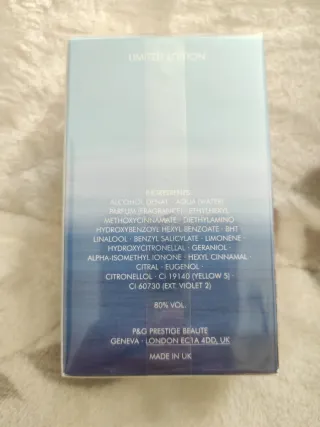 LIMITED EDITION
INGREDIENTS:
ALCOHOL DENAT. · AQUA (WATER) ·
PARFUM (FRAGRANCE) · ETHYLHEXYL
METHOXYCINNAMATE · DIETHYLAMINO
HYDROXYBENZOYL HEXYL BENZOATE · BHT ·
LINALOOL · BENZYL SALICYLATE · LIMONENE ·
HYDROXYCITRONELLAL · GERANIOL ·
ALPHA-ISOMETHYL IONONE · HEXYL CINNAMAL ·
CITRAL · EUGENOL ·
CITRONELLOL · CI 19140 (YELLOW 5) ·
CI 60730 (EXT. VIOLET 2)
80% VOL
P&G PRESTIGE BEAUTE
GENEVA · LONDON EC1A 4DD, UK
MADE IN UK